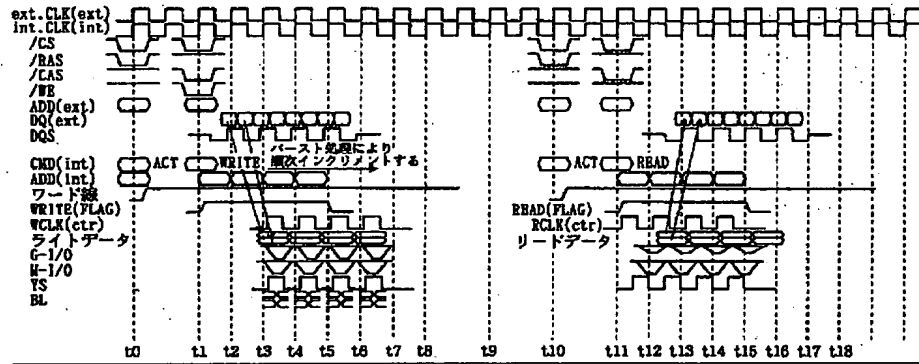 ext.CLK(ext)
int.CLK(int)
/CS
/RAS
/CAS
/WE
ADD(ext)
DQ(ext)
DQS
バースト処理により
CMD(int) ACT WRITE 順次インクリメントする ACT READ
ADD(int)
ワード線
WRITE(FLAG) READ(FLAG)
WCLK(ctr) RCLK(ctr)
ライトデータ リードデータ
G-I/O
M-I/O
YS
BL
t0 t1 t2 t3 t4 t5 t6 t7 t8 t9 t10 t11 t12 t13 t14 t15 t16 t17 t18